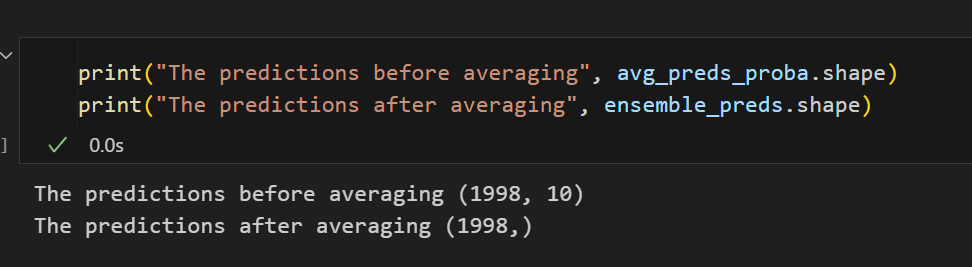 print("The predictions before averaging", avg_preds_proba.shape)
print("The predictions after averaging", ensemble_preds.shape)
] 0.0s
The predictions before averaging (1998, 10)
The predictions after averaging (1998,)